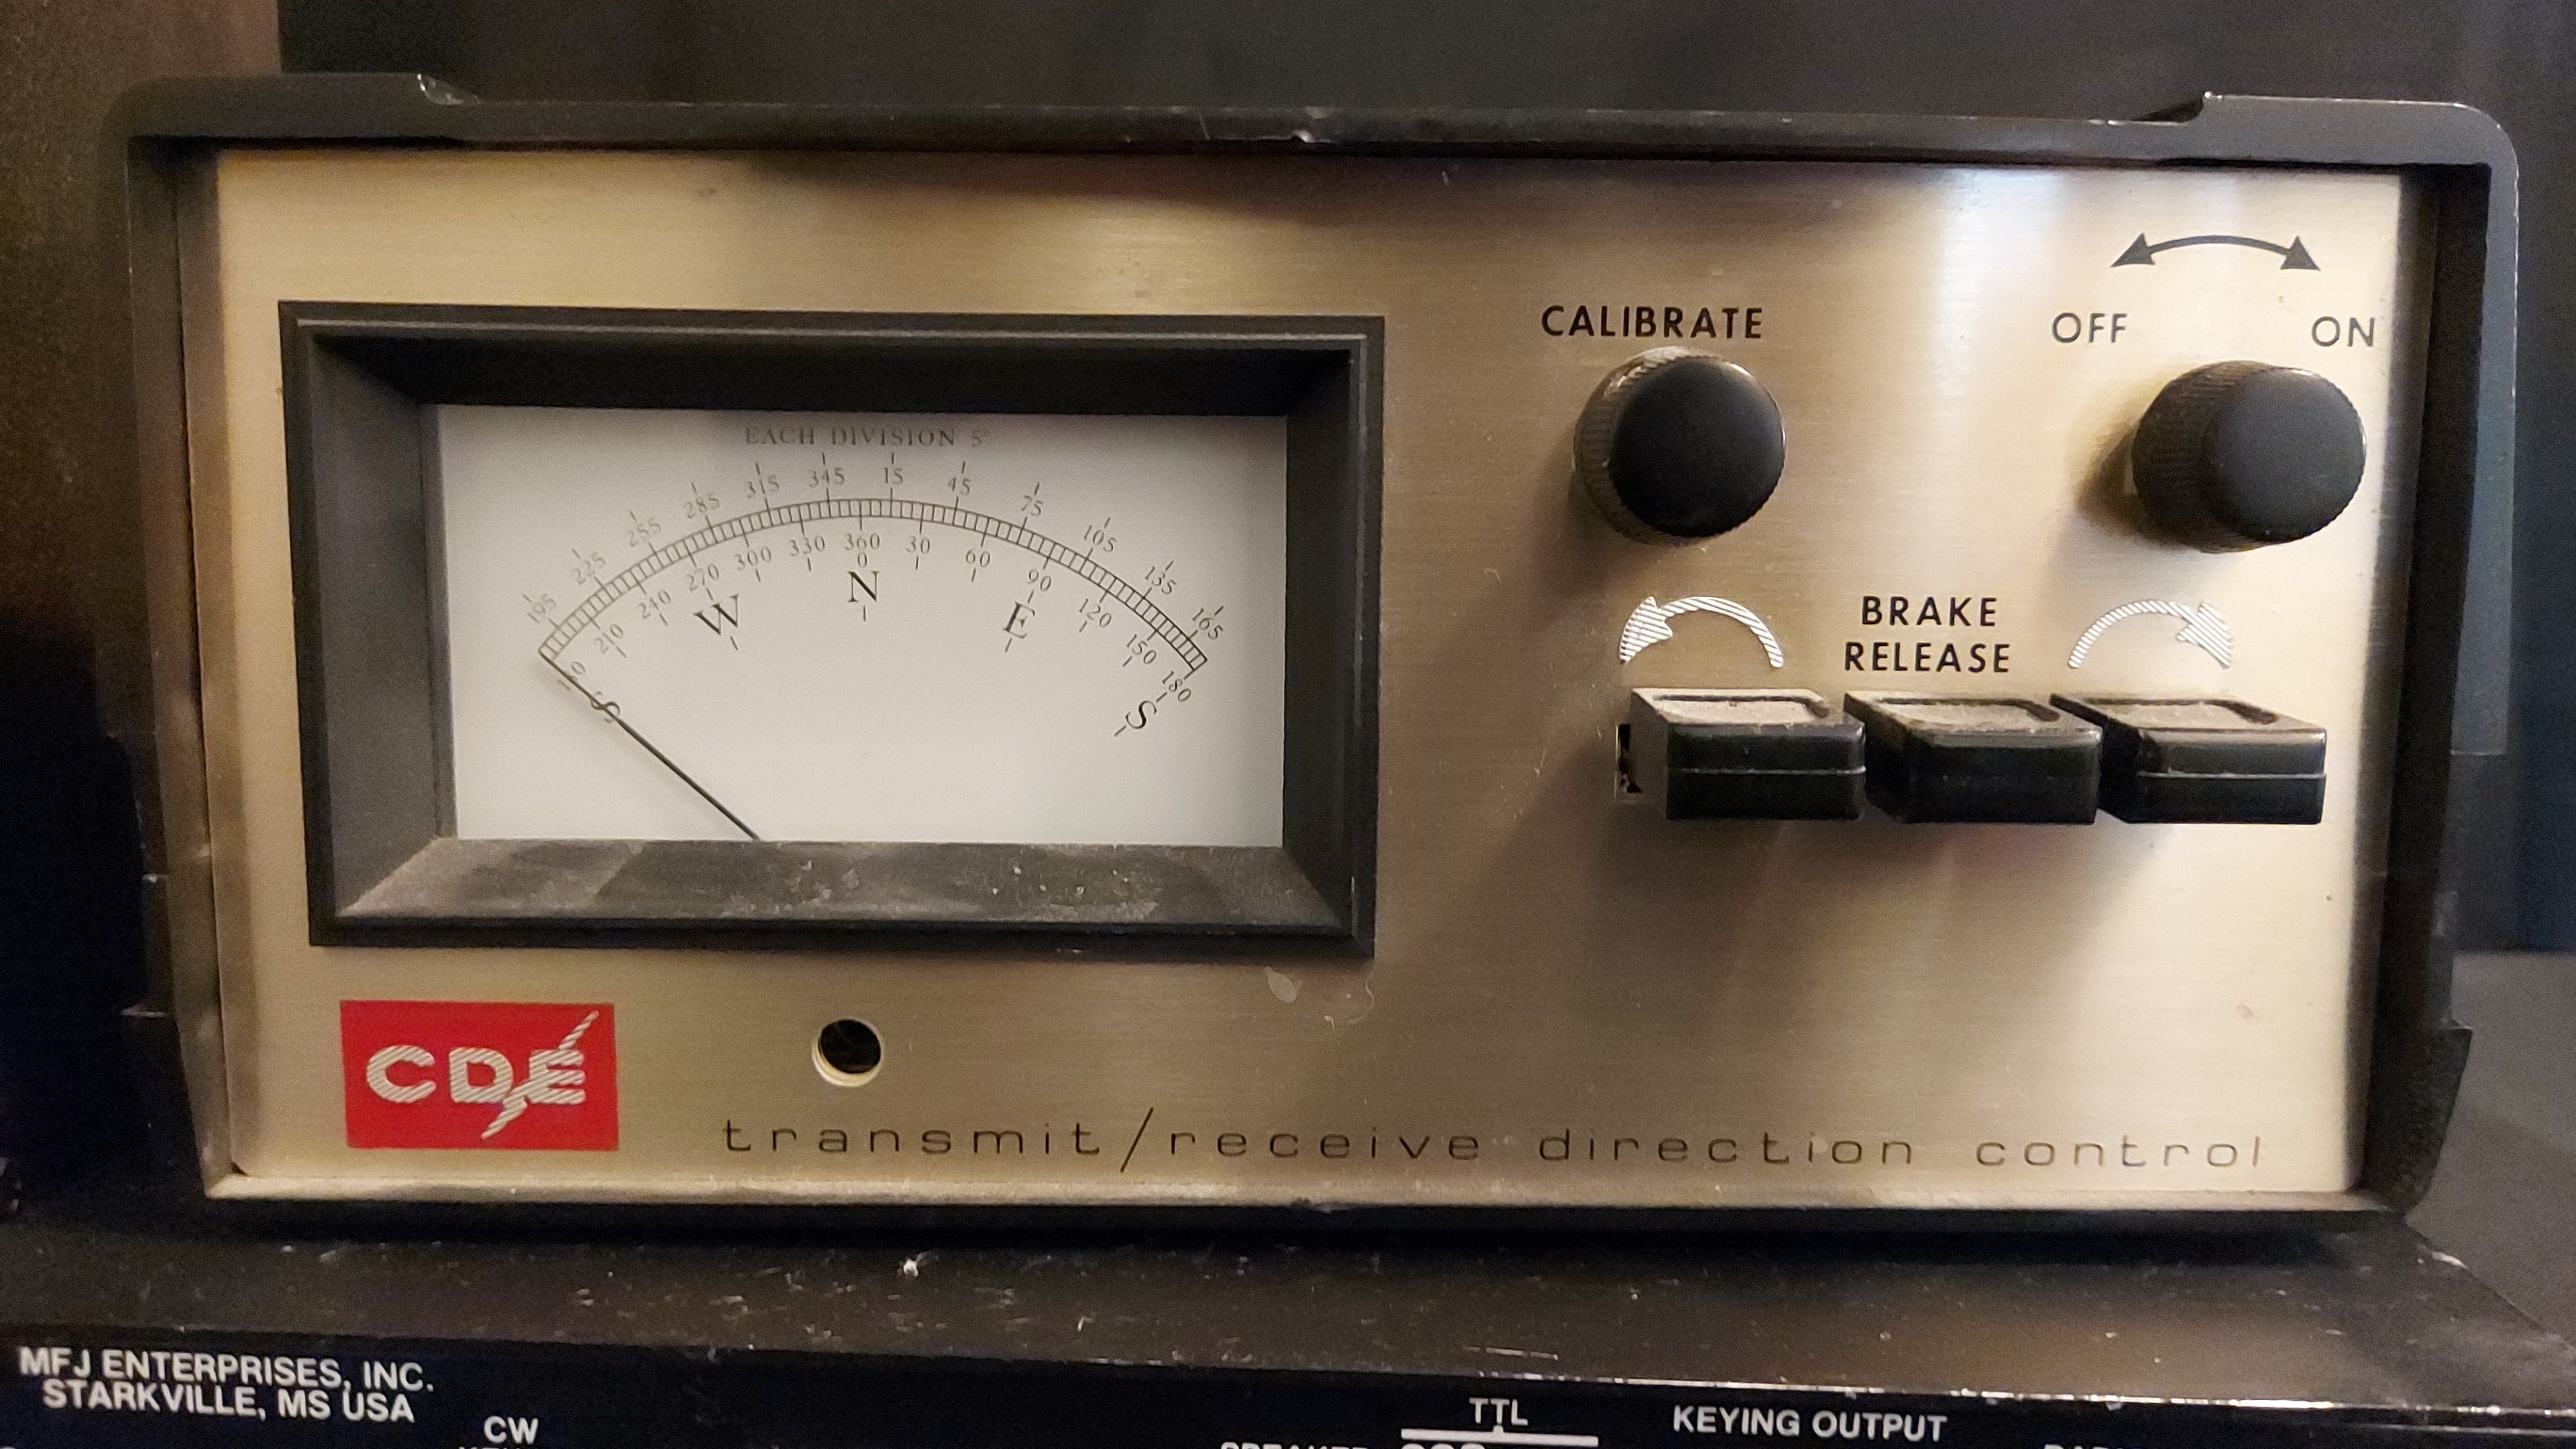 CALIBRATE
OFF ON
EACH DIVISION 5°
195 225 255 285 315 345 15 45 75 105 135 165
210 240 270 300 330 360 30 60 90 120 150 180
0
S W N E S
BRAKE
RELEASE
CDE
transmit/receive direction control
MFJ ENTERPRISES, INC.
STARKVILLE, MS USA
CW
TTL
KEYING OUTPUT